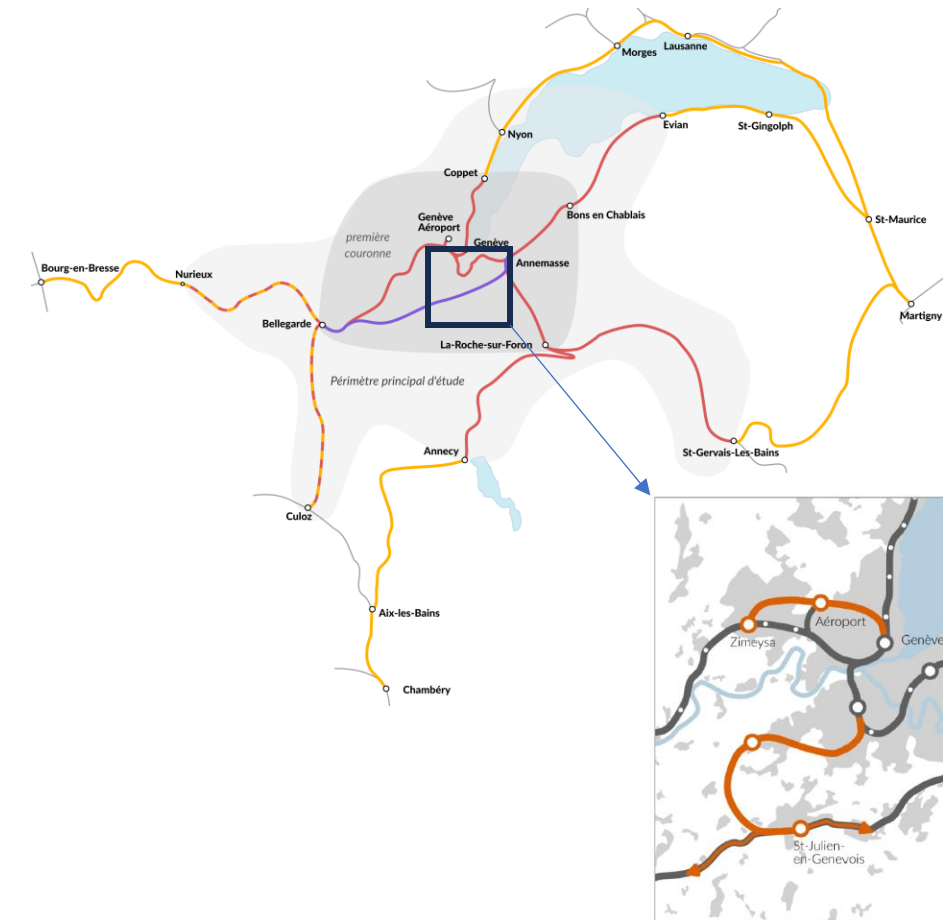 Morges
Lausanne
Nyon
Evian
St-Gingolph
Coppet
Bons en Chablais
St-Maurice
Genève
Aéroport
première
couronne
Genève
Annemasse
Bourg-en-Bresse
Nurieux
Bellegarde
Martigny
La-Roche-sur-Foron
Périmètre principal d'étude
Annecy
St-Gervais-Les-Bains
Culoz
Aix-les-Bains
Chambéry
Aéroport
Zimeysa
Genève
St-Julien-
en-Genevois